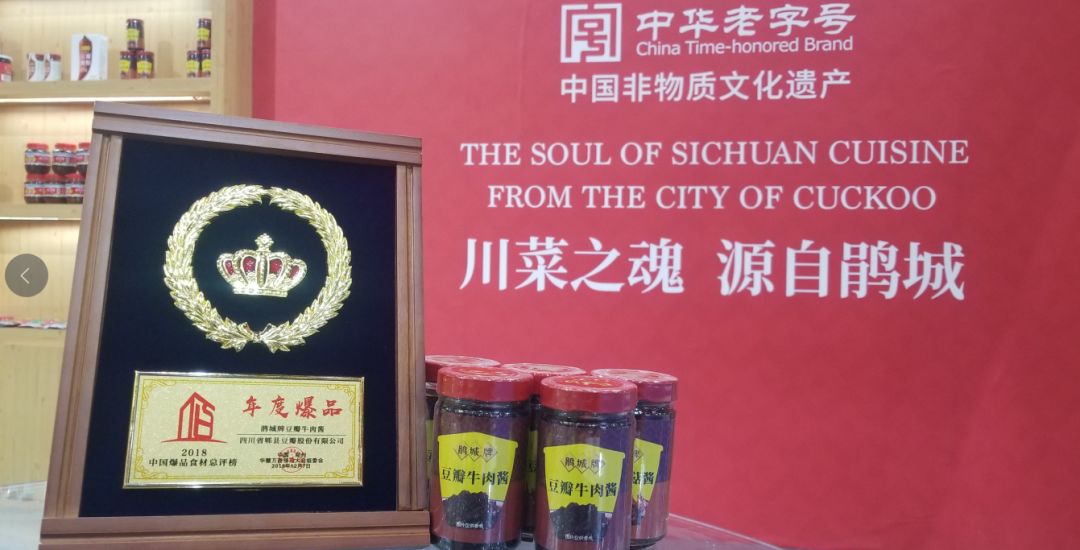 中华老字号
China Time-honored Brand
中国非物质文化遗产
THE SOUL OF SICHUAN CUISINE
FROM THE CITY OF CUCKOO
川菜之魂 源自鹃城
年度爆品
鹃城牌豆瓣牛肉酱
四川省郫县豆瓣股份有限公司
2018
中国爆品食材总评榜
鹃城牌
豆瓣牛肉酱
鹃城牌
豆瓣牛肉酱